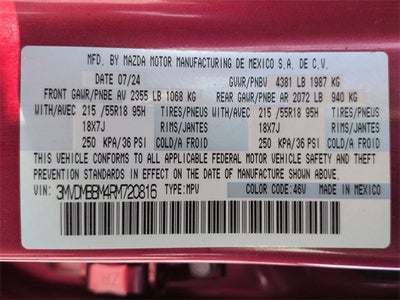 MFD. BY MAZDA MOTOR MANUFACTURING DE MEXICO S.A. DE C.V.
DATE 07/24 GVWR/PNBV 4381 LB 1987 KG
FRONT GAWR/PNBE AV 2355 LB 1068 KG REAR GAWR/PNBE AR 2072 LB 940 KG
WITH/AVEC 215 /55R18 95H TIRES/PNEUS WITH/AVEC 215 /55R18 95H TIRES/PNEUS
18X7J RIMS/JANTES 18X7J RIMS/JANTES
250 KPA/36 PSI COLD/A FROID 250 KPA/36 PSI COLD/A FROID
THIS VEHICLE CONFORMS TO ALL APPLICABLE FEDERAL MOTOR VEHICLE SAFETY
AND THEFT PREVENTION STANDARDS IN
EFFECT ON THE DATE OF MANUFACTURE SHOWN ABOVE.
VIN: 3MVDMBBM4RM720816 TYPE:MPV COLOR CODE:46V MADE IN MEXICO